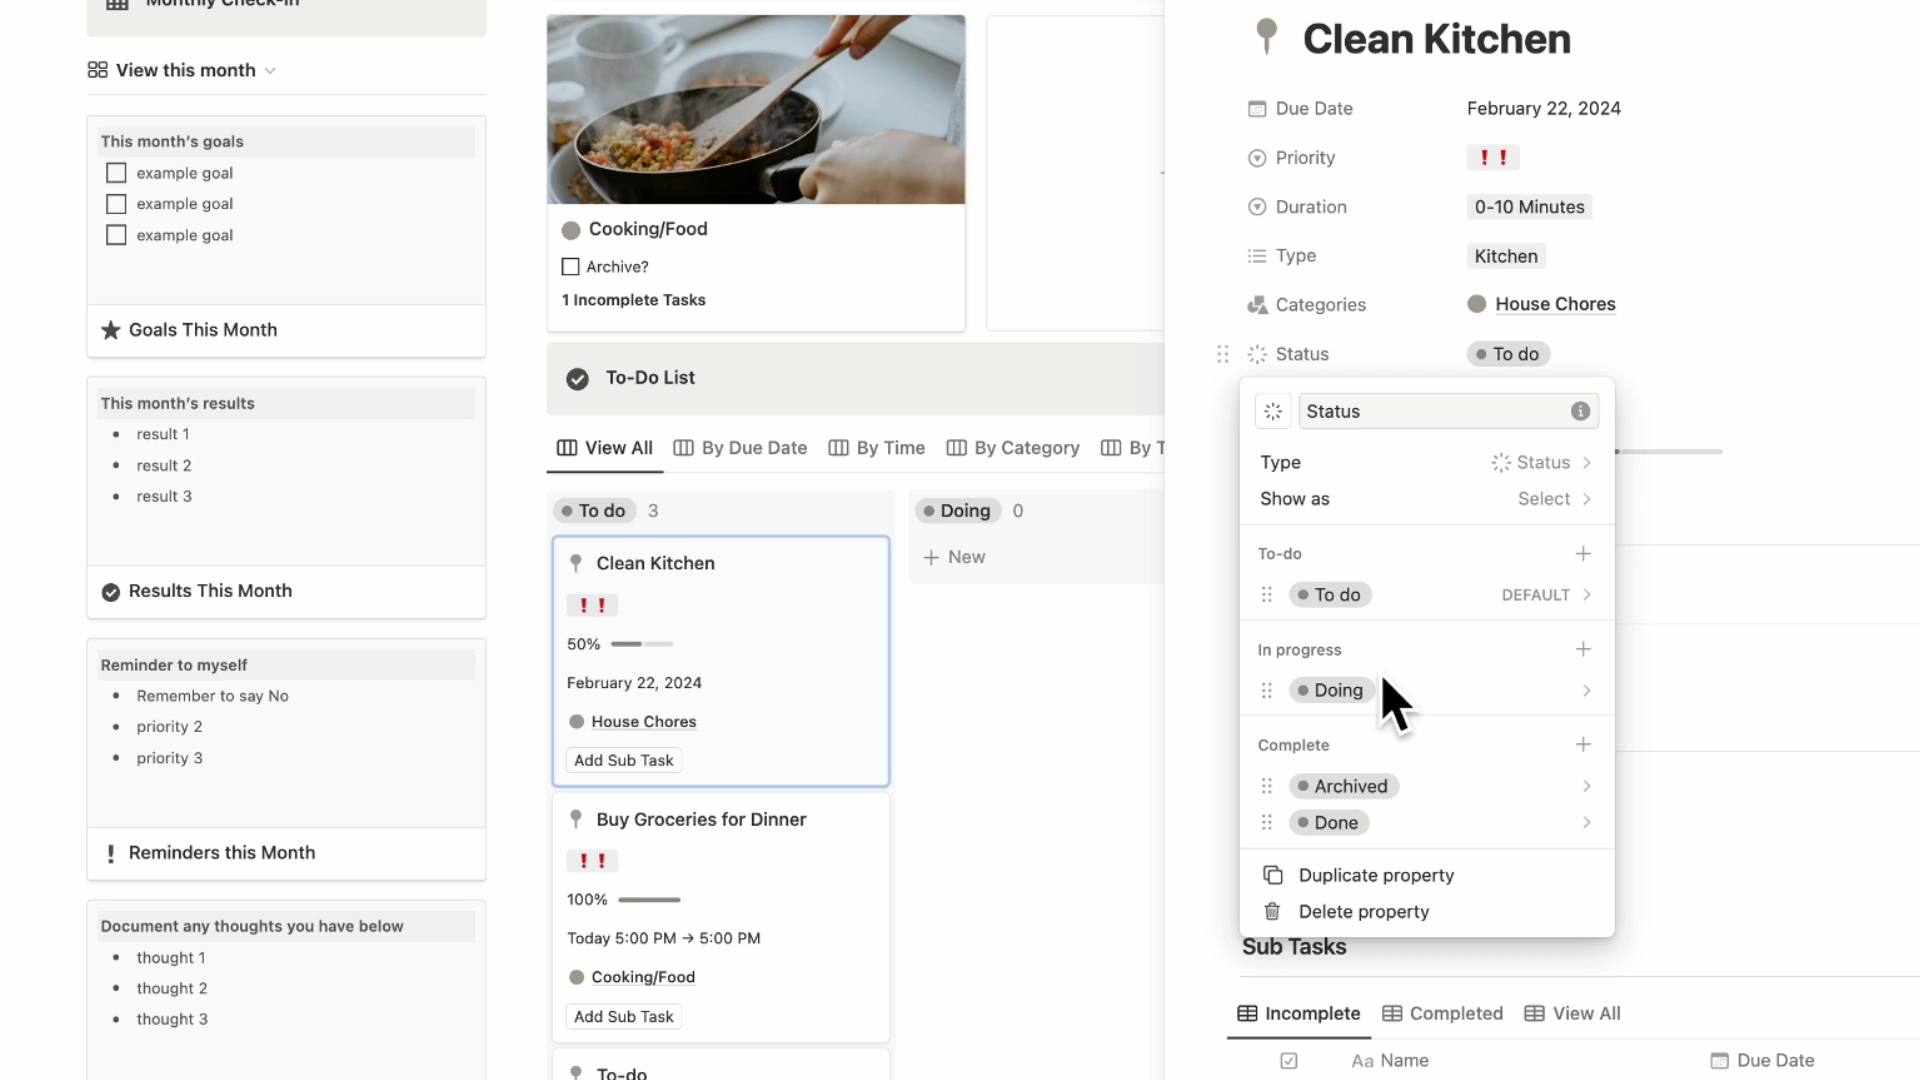 Monthly Check-in
View this month
This month's goals
example goal
example goal
example goal
Goals This Month
This month's results
result 1
result 2
result 3
Results This Month
Reminder to myself
Remember to say No
priority 2
priority 3
Reminders this Month
Document any thoughts you have below
thought 1
thought 2
thought 3
Cooking/Food
Archive?
1 Incomplete Tasks
To-Do List
View All By Due Date By Time By Category By T
To do 3
Clean Kitchen
❗❗
50%
February 22, 2024
House Chores
Add Sub Task
Buy Groceries for Dinner
❗❗
100%
Today 5:00 PM → 5:00 PM
Cooking/Food
Add Sub Task
To-do
Doing 0
+ New
Clean Kitchen
Due Date February 22, 2024
Priority ❗❗
Duration 0-10 Minutes
Type Kitchen
Categories House Chores
Status To do
Status
Type Status
Show as Select
To-do
To do DEFAULT
In progress
Doing
Complete
Archived
Done
Duplicate property
Delete property
Sub Tasks
Incomplete Completed View All
Aa Name Due Date